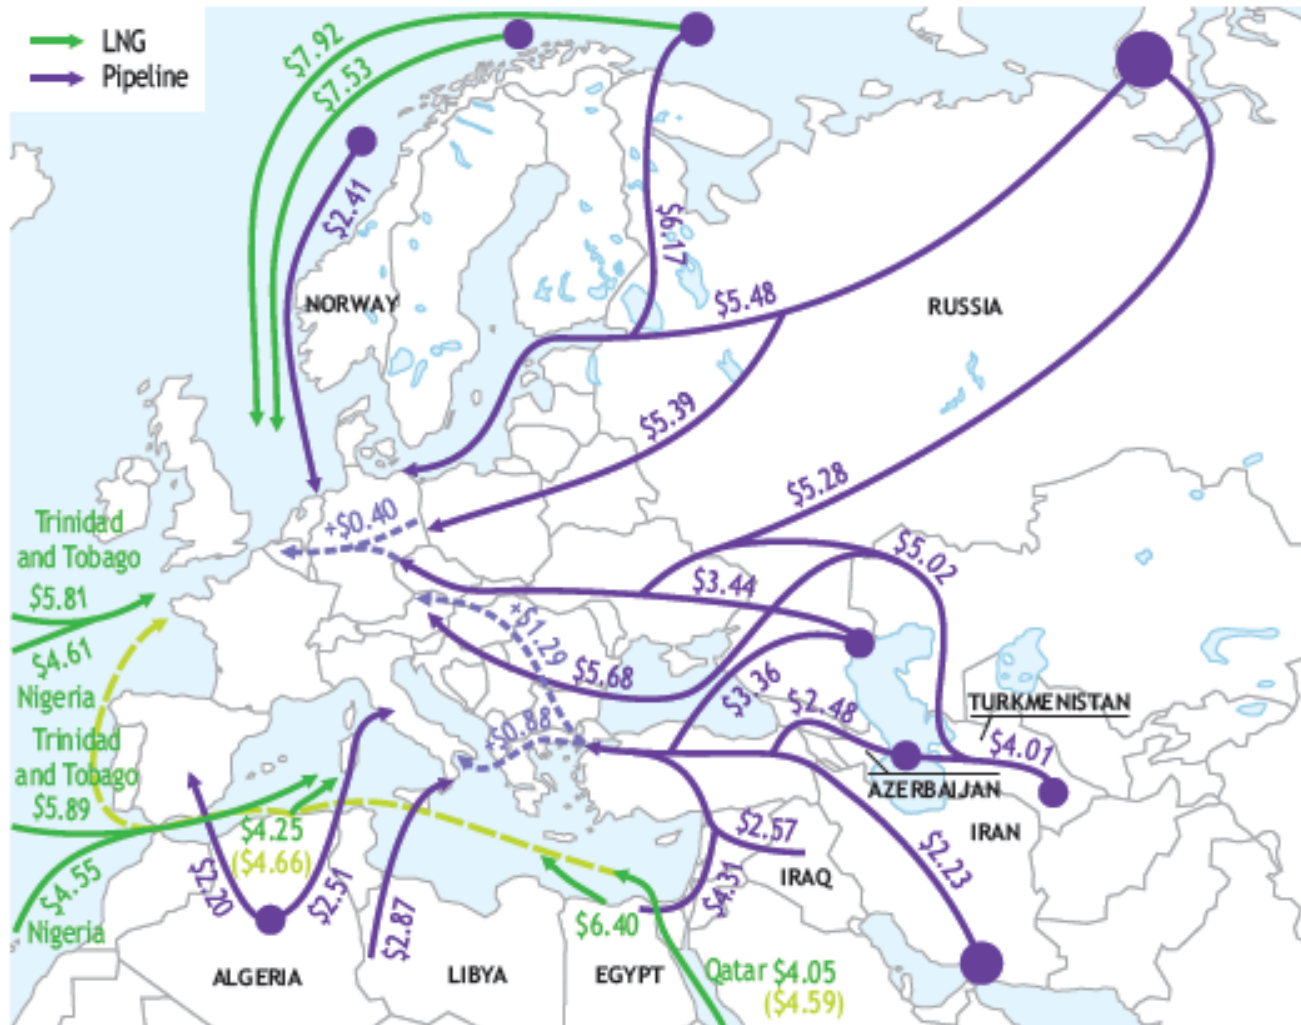 LNG
Pipeline
$7.92
$7.53
$2.41
$6.17
NORWAY
$5.48
RUSSIA
$5.39
$5.28
+$0.40
Trinidad
and Tobago
$5.81
$4.61
Nigeria
$5.02
$3.44
+$1.29
$5.68
$3.36
+$0.88
$2.48
TURKMENISTAN
$4.01
AZERBAIJAN
Trinidad
and Tobago
$5.89
$4.25
($4.66)
$4.55
Nigeria
$2.20
$2.51
$2.87
$2.57
$4.31
IRAQ
IRAN
$2.23
$6.40
ALGERIA
LIBYA
EGYPT
Qatar $4.05
($4.59)